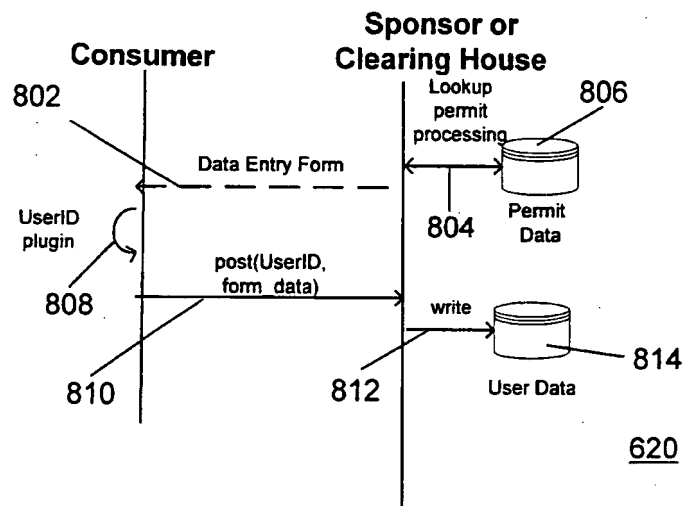 Consumer
Sponsor or
Clearing House
802
Lookup
permit
processing
806
Data Entry Form
804
Permit
Data
UserID
plugin
808
post(UserID,
form_data)
write
810
812
814
User Data
620